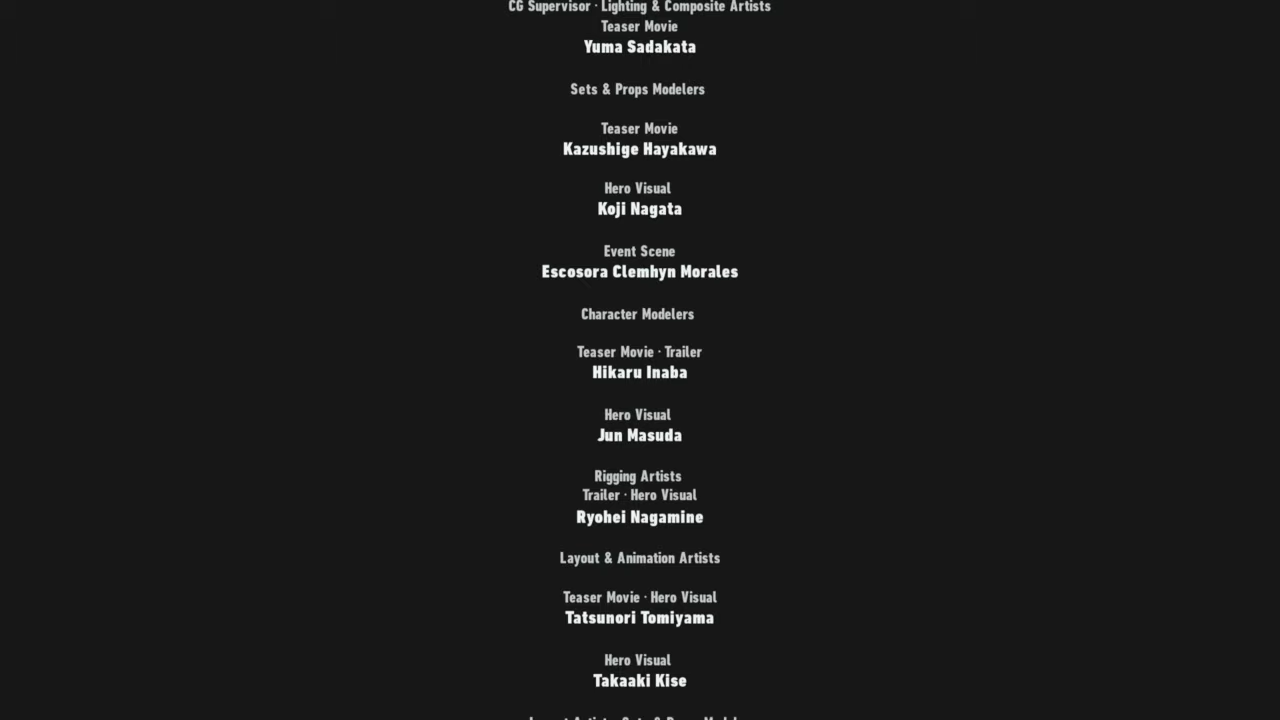 CG Supervisor · Lighting & Composite Artists
Teaser Movie
Yuma Sadakata
Sets & Props Modelers
Teaser Movie
Kazushige Hayakawa
Hero Visual
Koji Nagata
Event Scene
Escosora Clemhyn Morales
Character Modelers
Teaser Movie · Trailer
Hikaru Inaba
Hero Visual
Jun Masuda
Rigging Artists
Trailer · Hero Visual
Ryohei Nagamine
Layout & Animation Artists
Teaser Movie · Hero Visual
Tatsunori Tomiyama
Hero Visual
Takaaki Kise